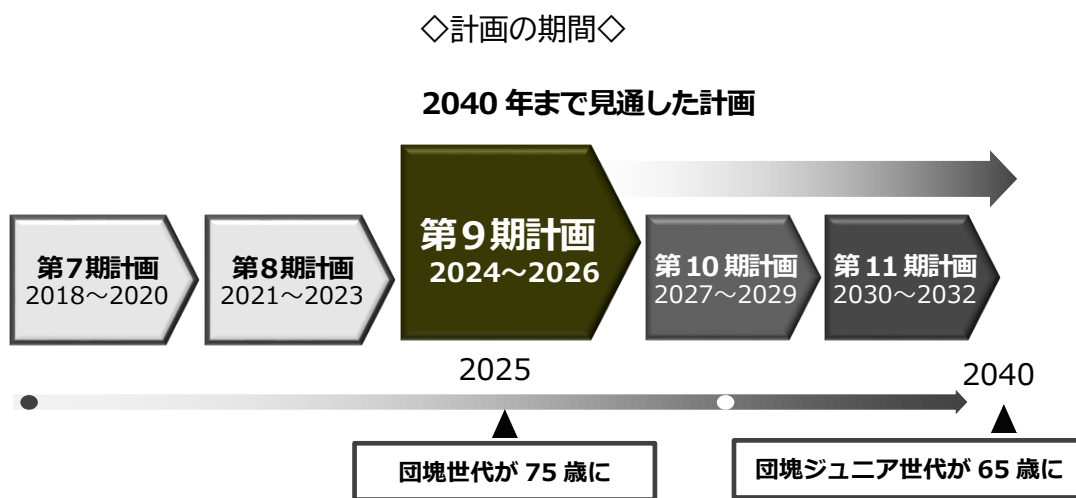 ◇計画の期間◇
2040 年まで見通した計画
第7期計画
2018～2020
第8期計画
2021～2023
第9期計画
2024～2026
第 10 期計画
2027～2029
第 11 期計画
2030～2032
2025
2040
団塊世代が 75 歳に
団塊ジュニア世代が 65 歳に